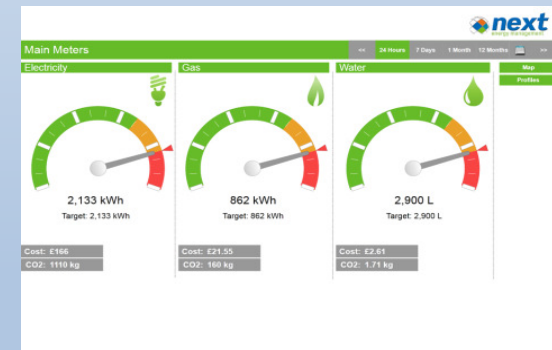 next
energy management
Main Meters
<< 24 Hours 7 Days 1 Month 12 Months >>
Electricity
Gas
Water
Map
Profiles
2,133 kWh
Target: 2,133 kWh
862 kWh
Target: 862 kWh
2,900 L
Target: 2,900 L
Cost: £166
CO2: 1110 kg
Cost: £21.55
CO2: 160 kg
Cost: £2.61
CO2: 1.71 kg